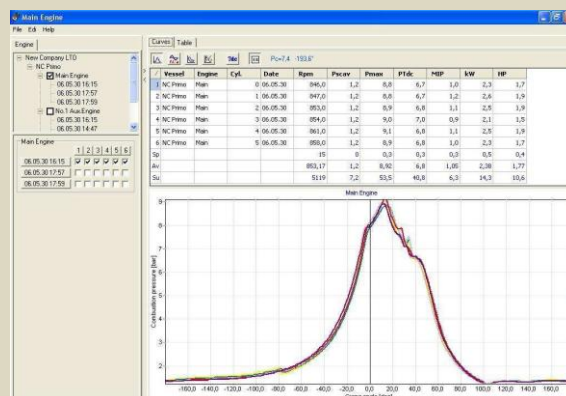 Main Engine
File Edi Help
Engine
New Company LTD
NC Primo
Main Engine
06.05.30 16:15
06.05.30 17:57
06.05.30 17:59
No.1 Aux.Engine
06.05.30 16:15
06.05.30 14:47
Main Engine
1 2 3 4 5 6
06.05.30 16:15
06.05.30 17:57
06.05.30 17:59
Curves Table
Pc=7,4 -193,6°
Vessel Engine Cyl. Date Rpm Pscav Pmax PTdc MIP kW HP
1 NC Primo Main 0 06.05.30 846,0 1,2 8,8 6,7 1,0 2,3 1,7
2 NC Primo Main 1 06.05.30 847,0 1,2 8,8 6,7 1,2 2,6 1,9
3 NC Primo Main 2 06.05.30 853,0 1,2 8,9 6,8 1,1 2,5 1,9
4 NC Primo Main 3 06.05.30 854,0 1,2 9,0 7,0 0,9 2,1 1,5
5 NC Primo Main 4 06.05.30 861,0 1,2 9,1 6,8 1,1 2,5 1,9
6 NC Primo Main 5 06.05.30 858,0 1,2 8,9 6,8 1,0 2,3 1,7
Sp 15 0 0,3 0,3 0,3 0,5 0,4
Av 853,17 1,2 8,92 6,8 1,05 2,38 1,77
Su 5119 7,2 53,5 40,8 6,3 14,3 10,6
Main Engine
Combustion pressure [bar]
9
8
7
6
5
4
3
2
-160,0 -140,0 -120,0 -100,0 -80,0 -60,0 -40,0 -20,0 0,0 20,0 40,0 60,0 80,0 100,0 120,0 140,0 160,0